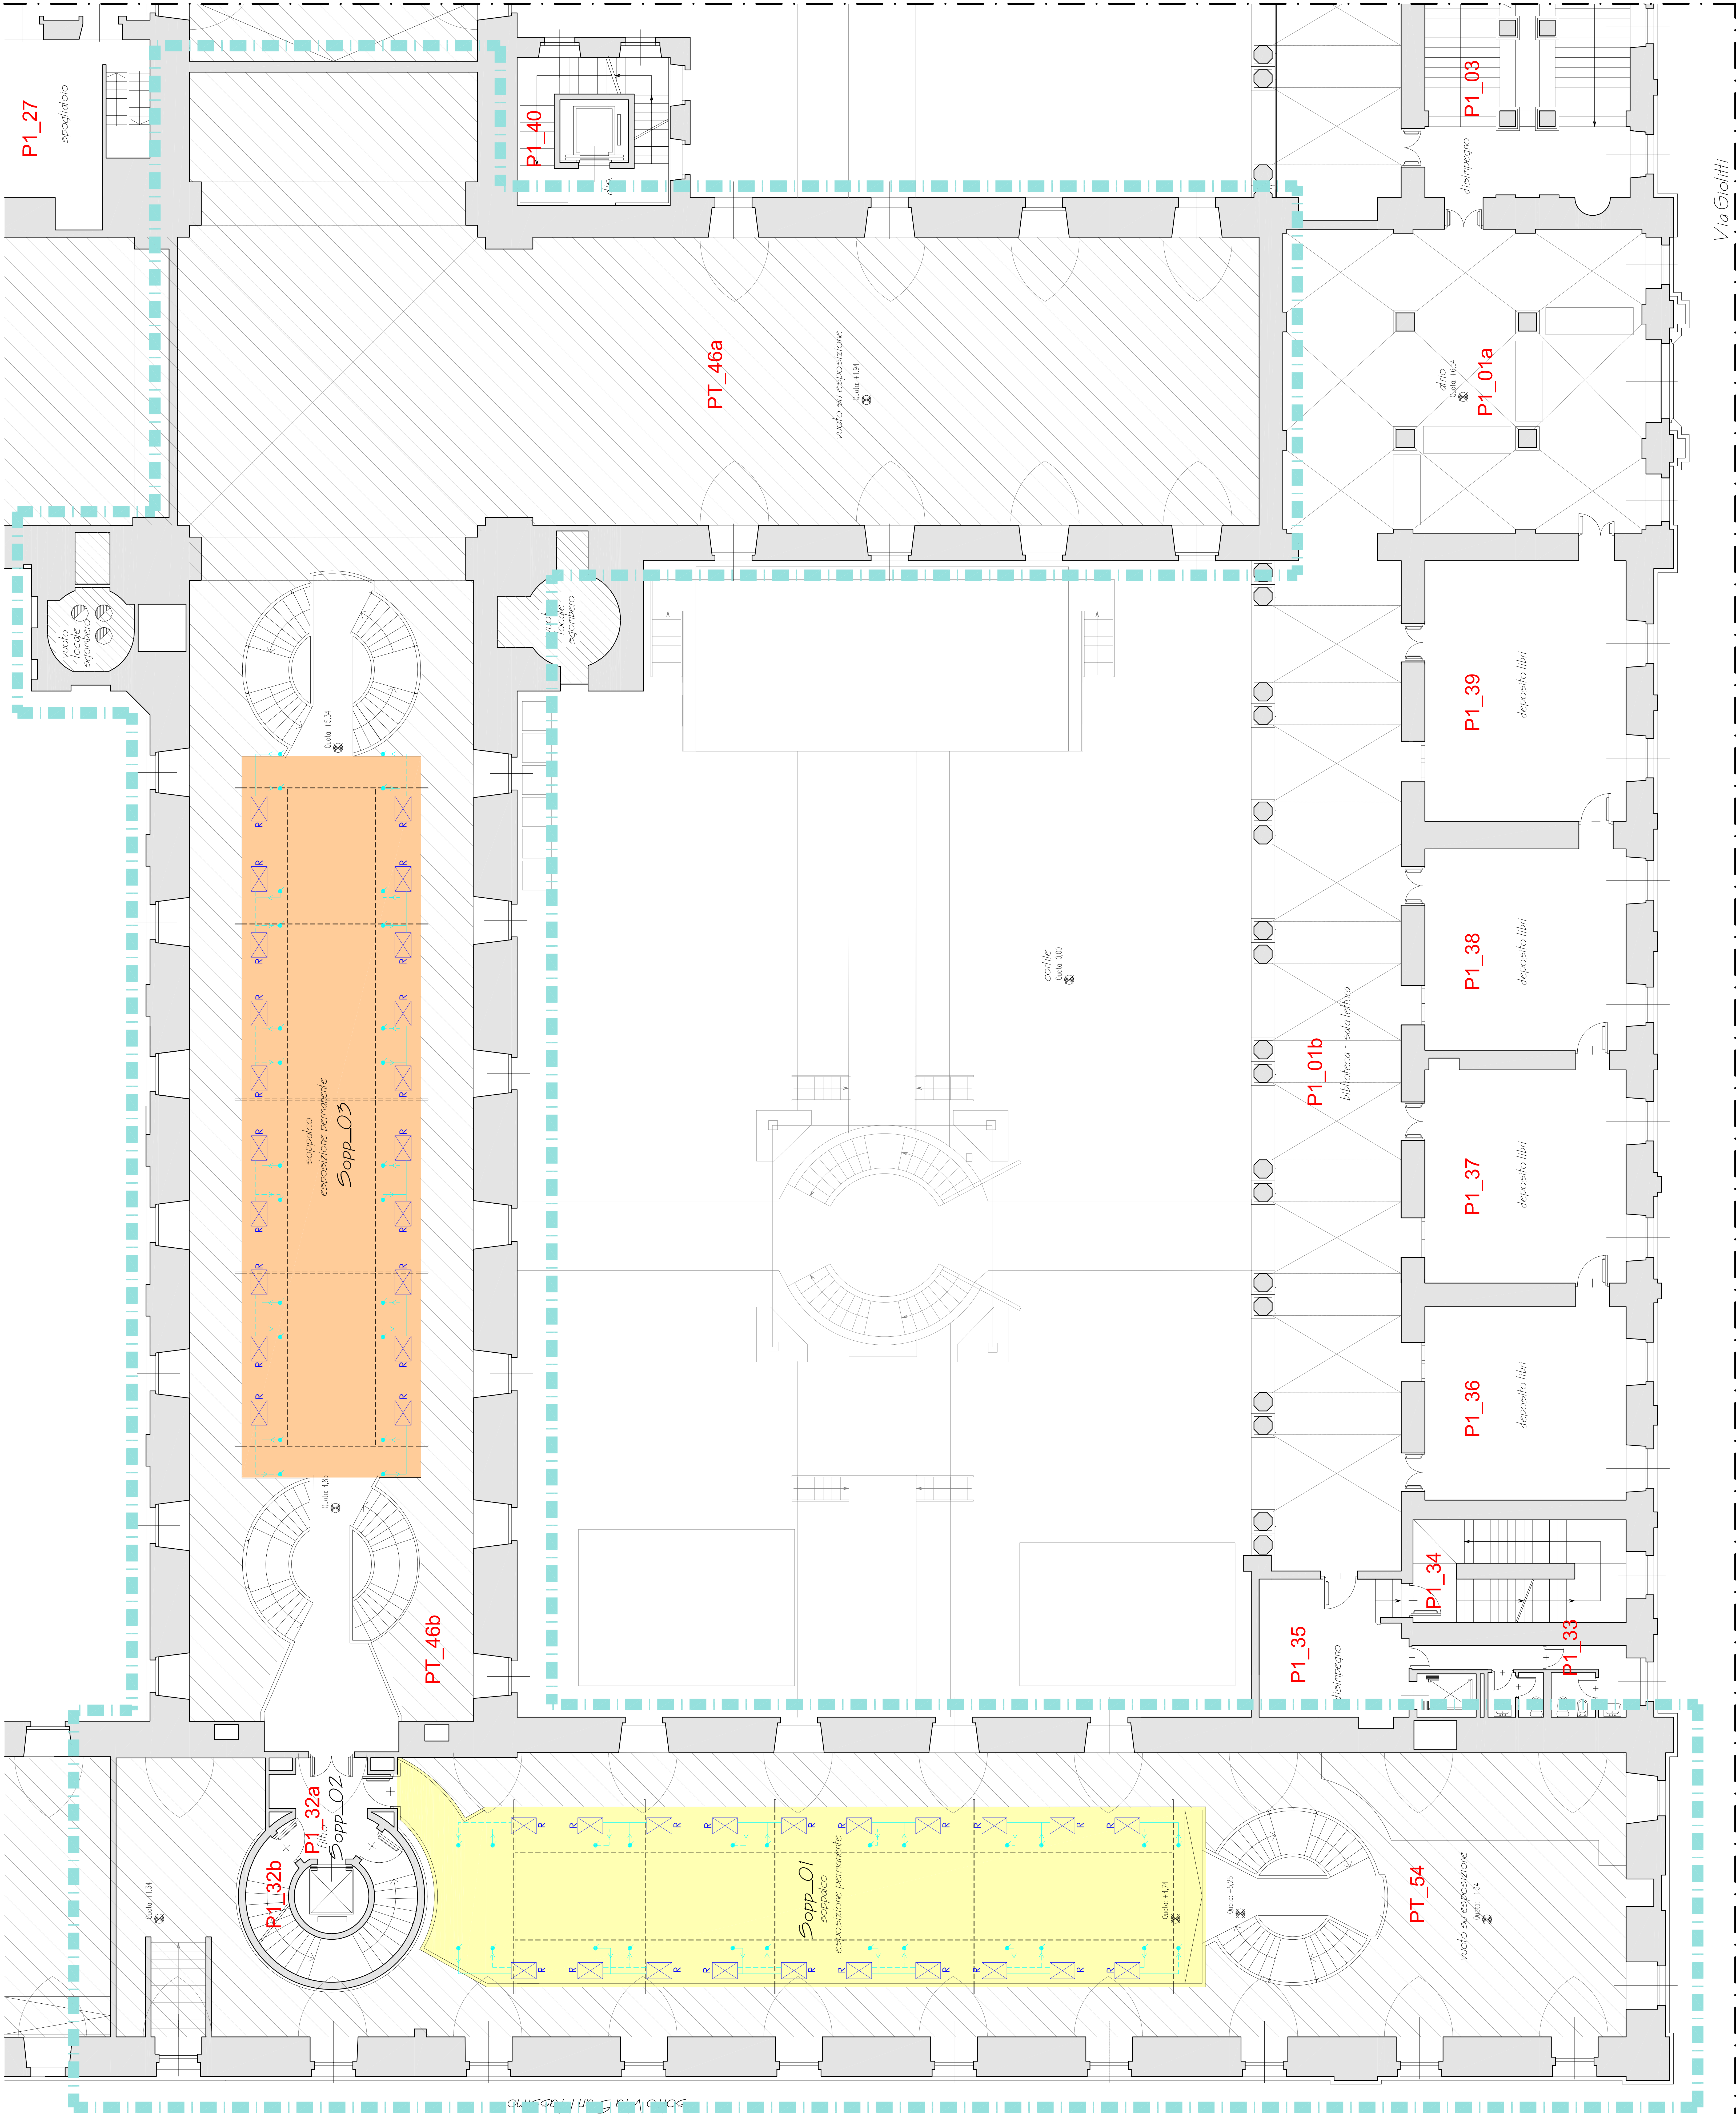 P1_27
spogliatoio
P1_40
dis
P1_03
disimpegno
Via Giolitti
PT_46a
vuoto su esposizione
Quota: +1.94
atrio
Quota: +6,54
P1_01a
vuoto
locale
sgombero
vuoto
locale
sgombero
Quota: +5,34
P1_39
deposito libri
R R
R R
R R
R R
R R
R R
R R
R R
R R
R R
soppalco
esposizione permanente
Sopp_03
cortile
Quota: 0,00
P1_38
deposito libri
P1_01b
biblioteca - sala lettura
P1_37
deposito libri
P1_36
deposito libri
Quota: 4,85
PT_46b
P1_34
P1_33
P1_35
disimpegno
P1_32a
filtro
Sopp_02
P1_32b
Quota: +1.34
R R R R R R R R R R
Sopp_01
soppalco
esposizione permanente
Quota: +4,74
Quota: +5,25
R R R R R R R R R R
PT_54
vuoto su esposizione
Quota: +1.34